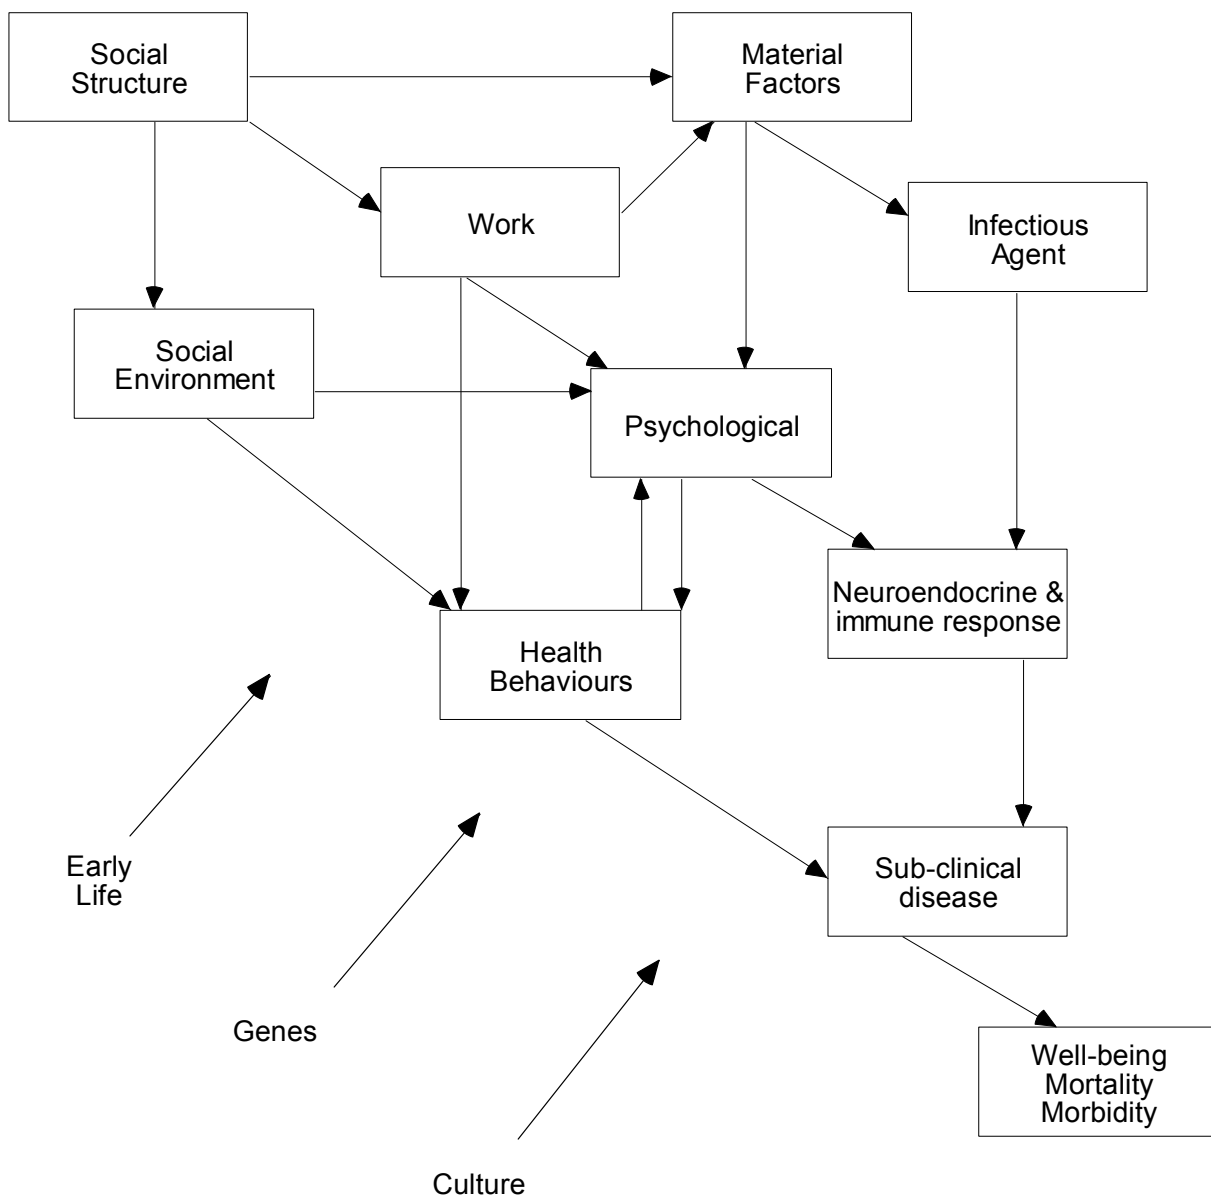 Social
Structure
Material
Factors
Work
Infectious
Agent
Social
Environment
Psychological
Neuroendocrine &
immune response
Health
Behaviours
Early
Life
Sub-clinical
disease
Genes
Well-being
Mortality
Morbidity
Culture